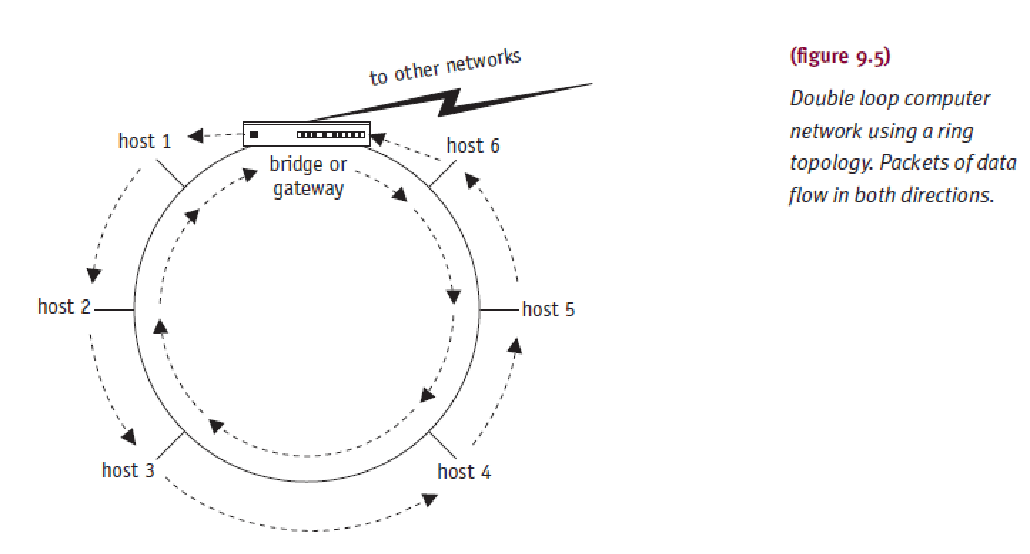 to other networks
host 1
host 6
bridge or
gateway
host 2
host 5
host 3
host 4
(figure 9.5)
Double loop computer
network using a ring
topology. Packets of data
flow in both directions.